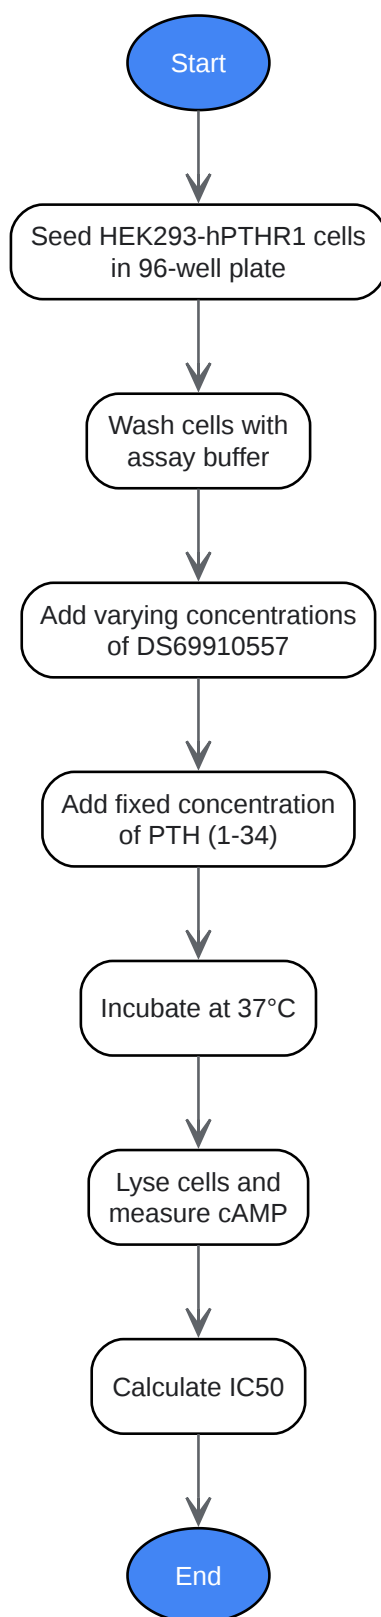 Start
Seed HEK293-hPTHR1 cells
in 96-well plate
Wash cells with
assay buffer
Add varying concentrations
of DS69910557
Add fixed concentration
of PTH (1-34)
Incubate at 37°C
Lyse cells and
measure cAMP
Calculate IC50
End